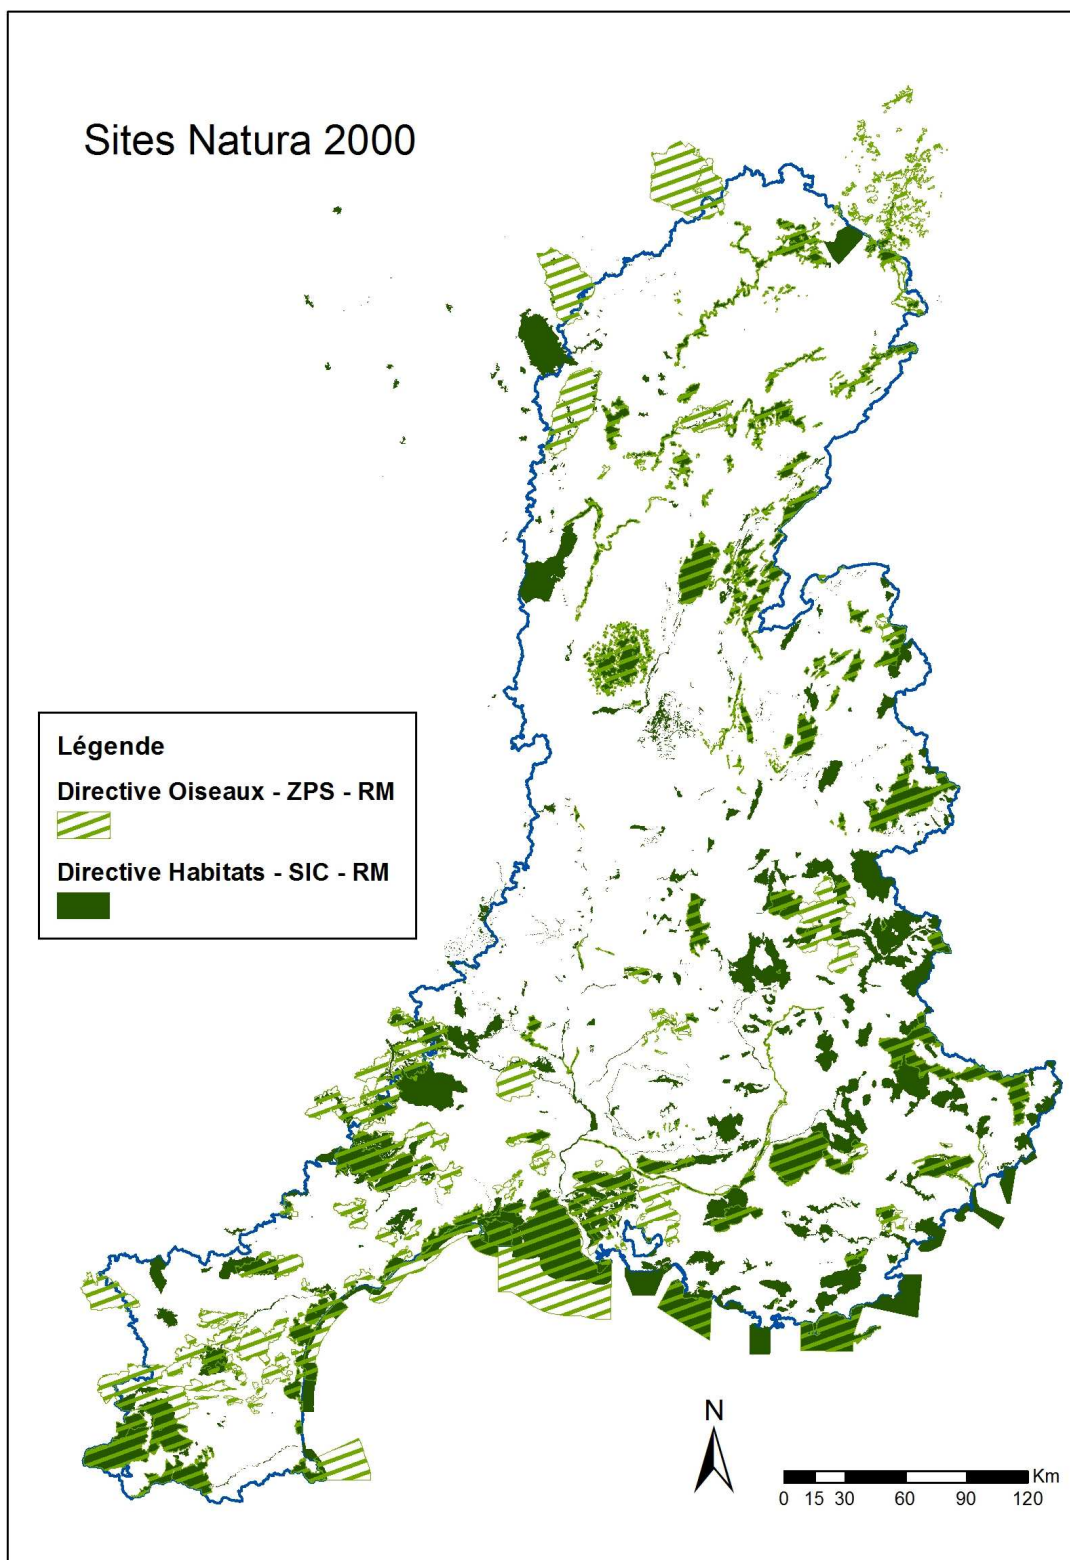 Sites Natura 2000
Légende
Directive Oiseaux - ZPS - RM
Directive Habitats - SIC - RM
N
Km
0 15 30 60 90 120